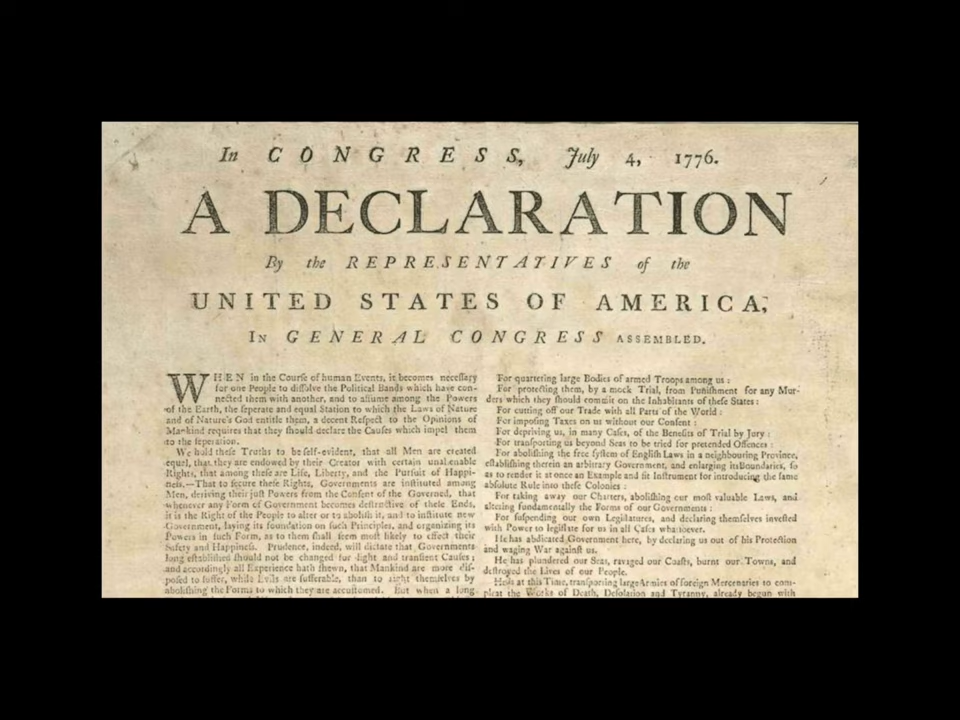 In CONGRESS, July 4, 1776.
A DECLARATION
By the REPRESENTATIVES of the
UNITED STATES OF AMERICA,
In GENERAL CONGRESS ASSEMBLED.
WHEN in the Courſe of human Events, it becomes neceſſary
for one People to diſſolve the Political Bands which have con-
nected them with another, and to aſſume among the Powers
of the Earth, the ſeperate and equal Station to which the Laws of Nature
and of Nature's God entitle them, a decent Reſpect to the Opinions of
Mankind requires that they ſhould declare the Cauſes which impel them
to the ſeperation.
We hold theſe Truths to be ſelf-evident, that all Men are created
equal, that they are endowed by their Creator with certain unalienable
Rights, that among theſe are Life, Liberty, and the Purſuit of Happi-
neſs.—That to ſecure theſe Rights, Governments are inſtituted among
Men, deriving their juſt Powers from the Conſent of the Governed, that
whenever any Form of Government becomes deſtructive of theſe Ends,
it is the Right of the People to alter or to aboliſh it, and to inſtitute new
Government, laying its foundation on ſuch Principles, and organizing its
Powers in ſuch Form, as to them ſhall ſeem moſt likely to effect their
Safety and Happineſs. Prudence, indeed, will dictate that Governments
long eſtabliſhed ſhould not be changed for light and tranſient Cauſes;
and accordingly all Experience hath ſhewn, that Mankind are more diſ-
poſed to ſuffer, while Evils are ſufferable, than to right themſelves by
aboliſhing the Forms to which they are accuſtomed. But when a long
For quartering large Bodies of armed Troops among us:
For protecting them, by a mock Trial, from Puniſhment for any Mur-
ders which they ſhould commit on the Inhabitants of theſe States:
For cutting off our Trade with all Parts of the World:
For impoſing Taxes on us without our Conſent:
For depriving us, in many Caſes, of the Benefits of Trial by Jury:
For tranſporting us beyond Seas to be tried for pretended Offences:
For aboliſhing the free ſyſtem of Engliſh Laws in a neighbouring Province,
eſtabliſhing therein an arbitrary Government, and enlarging its Boundaries, ſo
as to render it at once an Example and fit Inſtrument for introducing the ſame
abſolute Rule into theſe Colonies:
For taking away our Charters, aboliſhing our moſt valuable Laws, and
altering fundamentally the Forms of our Governments:
For ſuſpending our own Legiſlatures, and declaring themſelves inveſted
with Power to legiſlate for us in all Caſes whatſoever.
He has abdicated Government here, by declaring us out of his Protection
and waging War againſt us.
He has plundered our Seas, ravaged our Coaſts, burnt our Towns, and
deſtroyed the Lives of our People.
He is at this Time, tranſporting large Armies of foreign Mercenaries to com-
pleat the Works of Death, Deſolation and Tyranny, already begun with